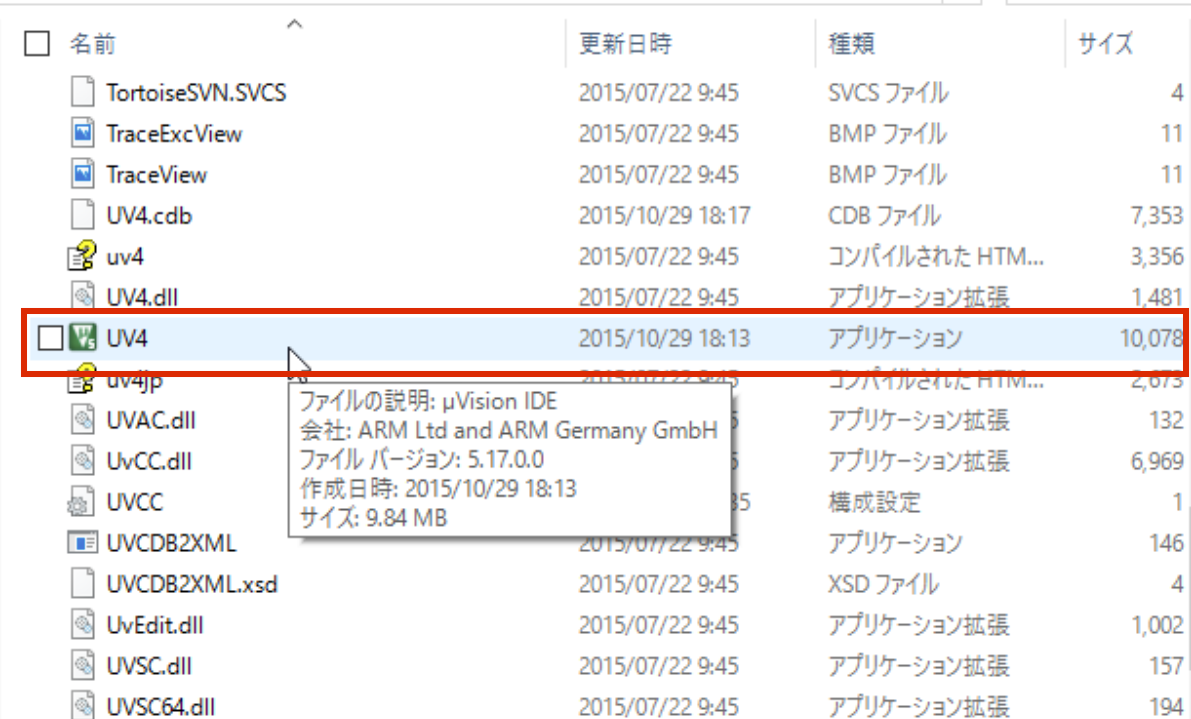 名前 更新日時 種類 サイズ
TortoiseSVN.SVCS 2015/07/22 9:45 SVCS ファイル 4
TraceExcView 2015/07/22 9:45 BMP ファイル 11
TraceView 2015/07/22 9:45 BMP ファイル 11
UV4.cdb 2015/10/29 18:17 CDB ファイル 7,353
uv4 2015/07/22 9:45 コンパイルされた HTM... 3,356
UV4.dll 2015/07/22 9:45 アプリケーション拡張 1,481
UV4 2015/10/29 18:13 アプリケーション 10,078
uv4jp 2015/07/22 9:45 コンパイルされた HTM... 2,673
ファイルの説明: µVision IDE
会社: ARM Ltd and ARM Germany GmbH
ファイル バージョン: 5.17.0.0
作成日時: 2015/10/29 18:13
サイズ: 9.84 MB
UVAC.dll アプリケーション拡張 132
UvCC.dll アプリケーション拡張 6,969
UVCC 構成設定 1
UVCDB2XML 2015/07/22 9:45 アプリケーション 146
UVCDB2XML.xsd 2015/07/22 9:45 XSD ファイル 4
UvEdit.dll 2015/07/22 9:45 アプリケーション拡張 1,002
UVSC.dll 2015/07/22 9:45 アプリケーション拡張 157
UVSC64.dll 2015/07/22 9:45 アプリケーション拡張 194